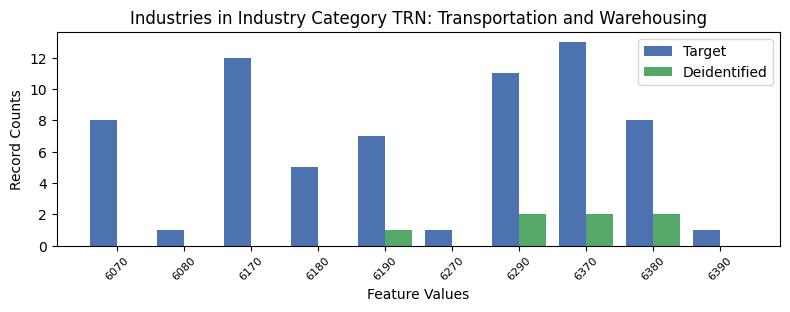 Industries in Industry Category TRN: Transportation and Warehousing
Target
Deidentified
Record Counts
12
10
8
6
4
2
0
6070 6080 6170 6180 6190 6270 6290 6370 6380 6390
Feature Values